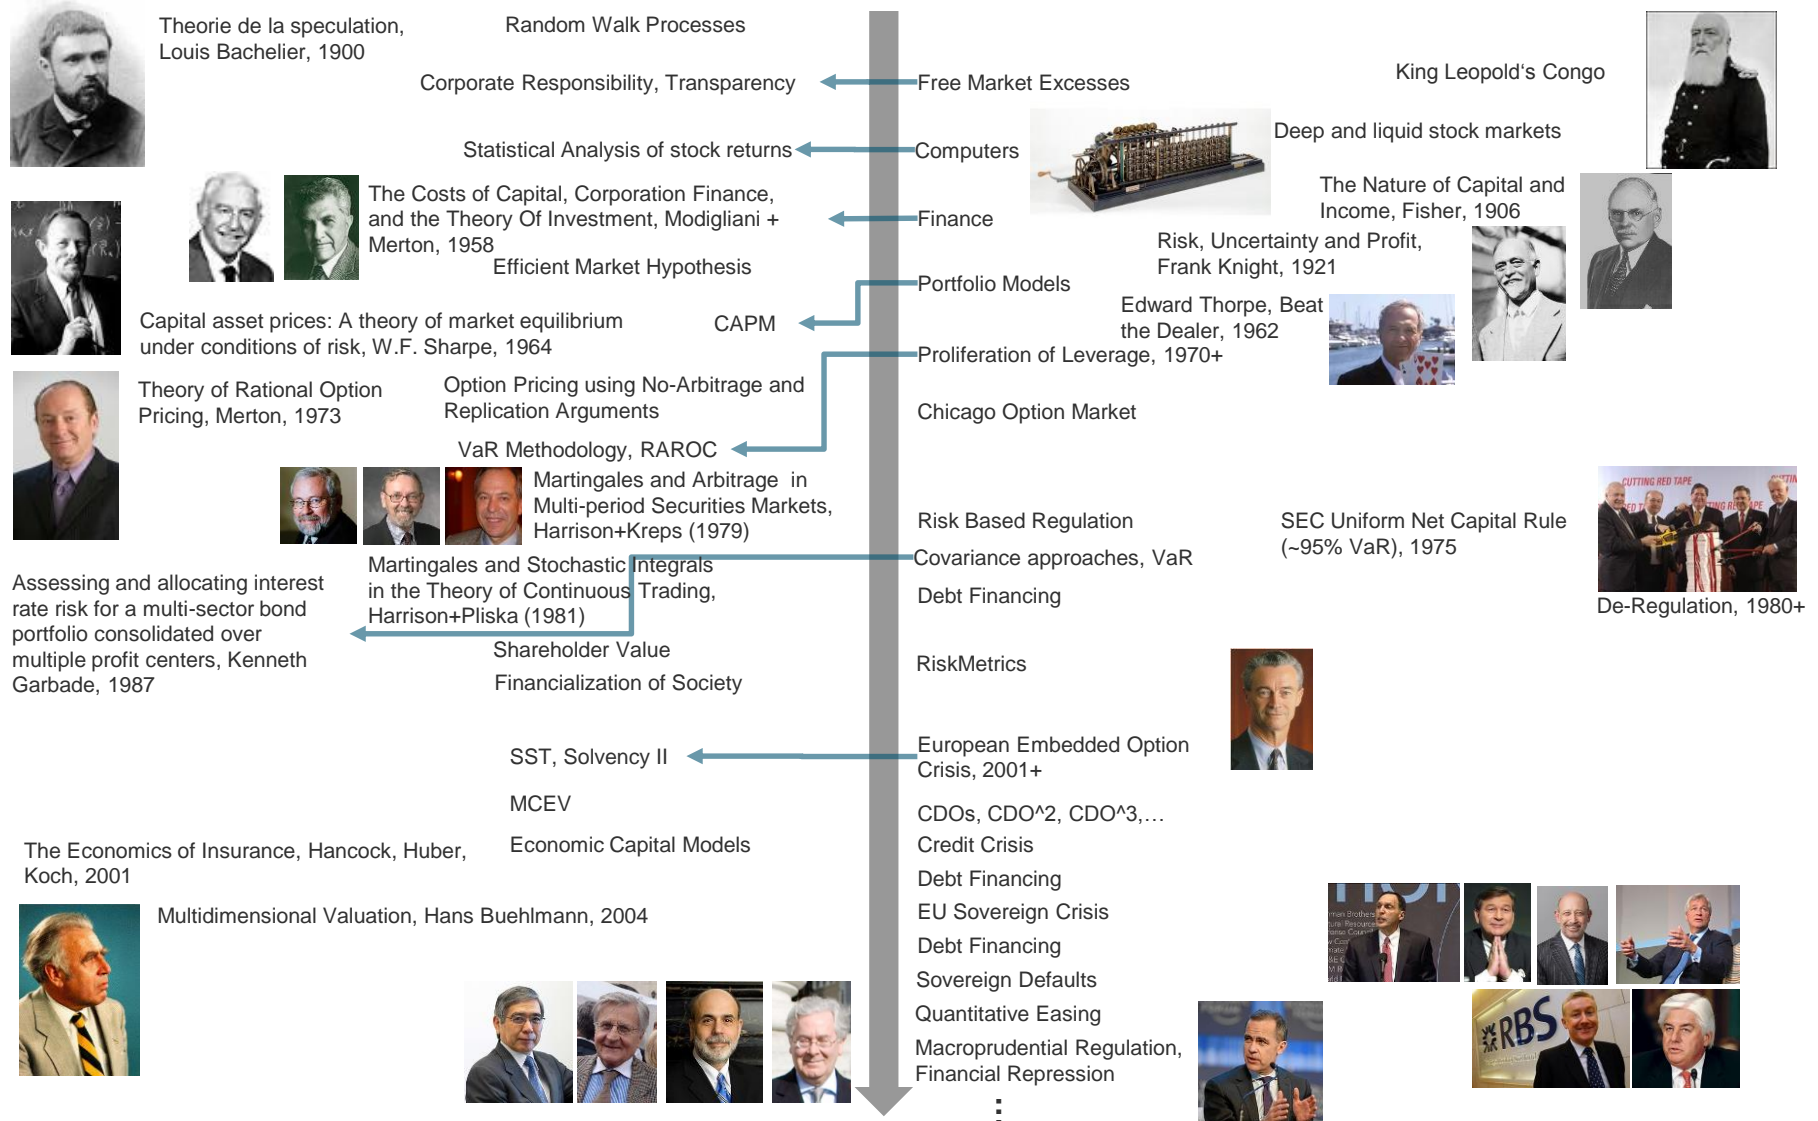 Theorie de la speculation,
Louis Bachelier, 1900
Random Walk Processes
King Leopold‘s Congo
Corporate Responsibility, Transparency
Free Market Excesses
Deep and liquid stock markets
Statistical Analysis of stock returns
Computers
The Costs of Capital, Corporation Finance,
and the Theory Of Investment, Modigliani +
Merton, 1958
Finance
The Nature of Capital and
Income, Fisher, 1906
Risk, Uncertainty and Profit,
Frank Knight, 1921
Efficient Market Hypothesis
Portfolio Models
Edward Thorpe, Beat
the Dealer, 1962
Capital asset prices: A theory of market equilibrium
under conditions of risk, W.F. Sharpe, 1964
CAPM
Proliferation of Leverage, 1970+
Theory of Rational Option
Pricing, Merton, 1973
Option Pricing using No-Arbitrage and
Replication Arguments
Chicago Option Market
VaR Methodology, RAROC
Martingales and Arbitrage in
Multi-period Securities Markets,
Harrison+Kreps (1979)
CUTTING RED TAPE
Risk Based Regulation
SEC Uniform Net Capital Rule
(~95% VaR), 1975
Covariance approaches, VaR
Martingales and Stochastic Integrals
in the Theory of Continuous Trading,
Harrison+Pliska (1981)
Debt Financing
De-Regulation, 1980+
Assessing and allocating interest
rate risk for a multi-sector bond
portfolio consolidated over
multiple profit centers, Kenneth
Garbade, 1987
Shareholder Value
RiskMetrics
Financialization of Society
SST, Solvency II
European Embedded Option
Crisis, 2001+
MCEV
CDOs, CDO^2, CDO^3,…
Economic Capital Models
Credit Crisis
The Economics of Insurance, Hancock, Huber,
Koch, 2001
Debt Financing
Multidimensional Valuation, Hans Buehlmann, 2004
EU Sovereign Crisis
Debt Financing
Sovereign Defaults
Quantitative Easing
RBS
Macroprudential Regulation,
Financial Repression
⋮